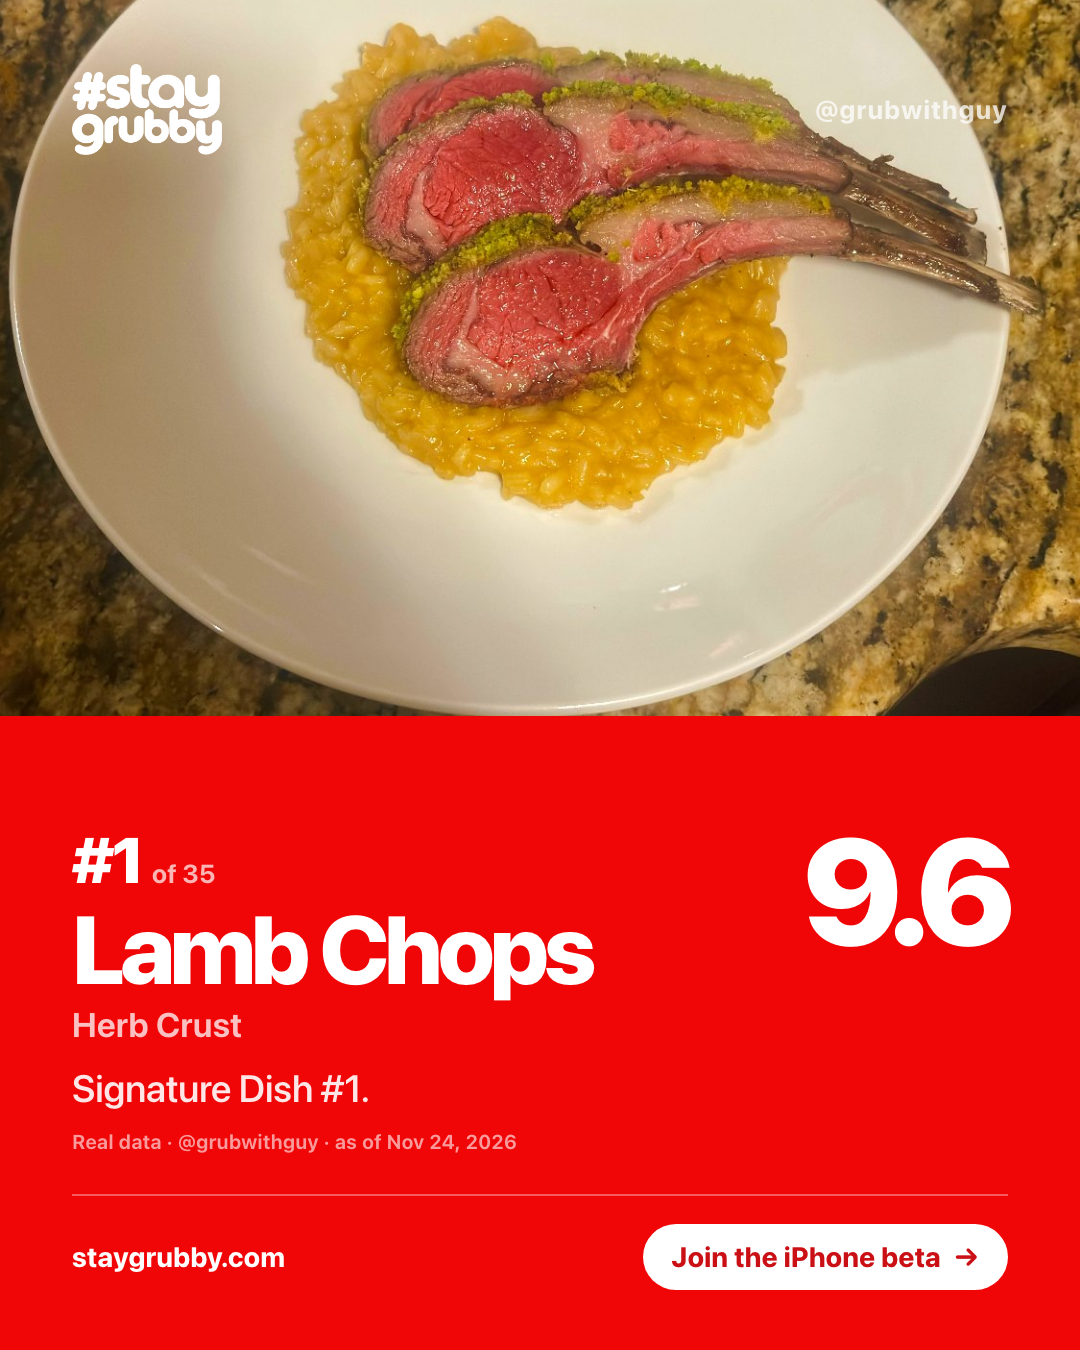 #stay
grubby
@grubwithguy
#1 of 35
9.6
Lamb Chops
Herb Crust
Signature Dish #1.
Real data · @grubwithguy · as of Nov 24, 2026
staygrubby.com
Join the iPhone beta →